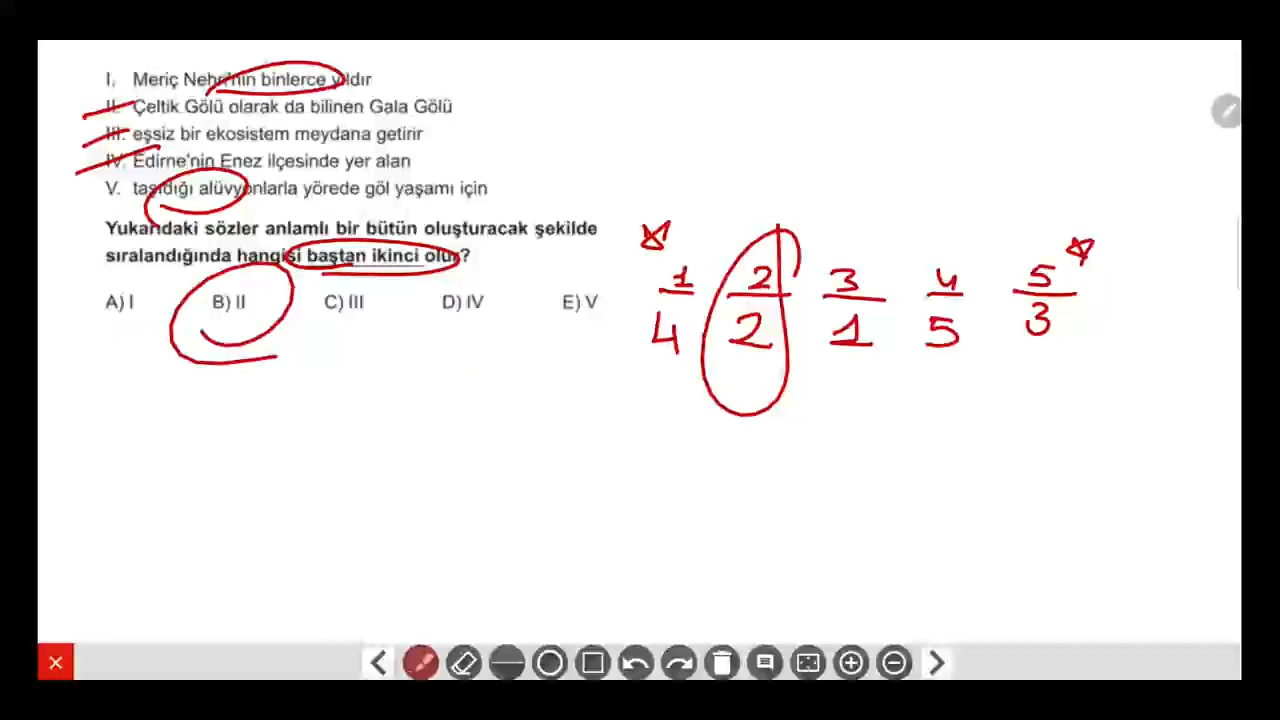 I. Meriç Nehri'nin binlerce yıldır
II. Çeltik Gölü olarak da bilinen Gala Gölü
III. eşsiz bir ekosistem meydana getirir
IV. Edirne'nin Enez ilçesinde yer alan
V. taşıdığı alüvyonlarla yörede göl yaşamı için
Yukarıdaki sözler anlamlı bir bütün oluşturacak şekilde
sıralandığında hangisi baştan ikinci olur?
A) I B) II C) III D) IV E) V
1 2 3 4 5
4 2 1 5 3